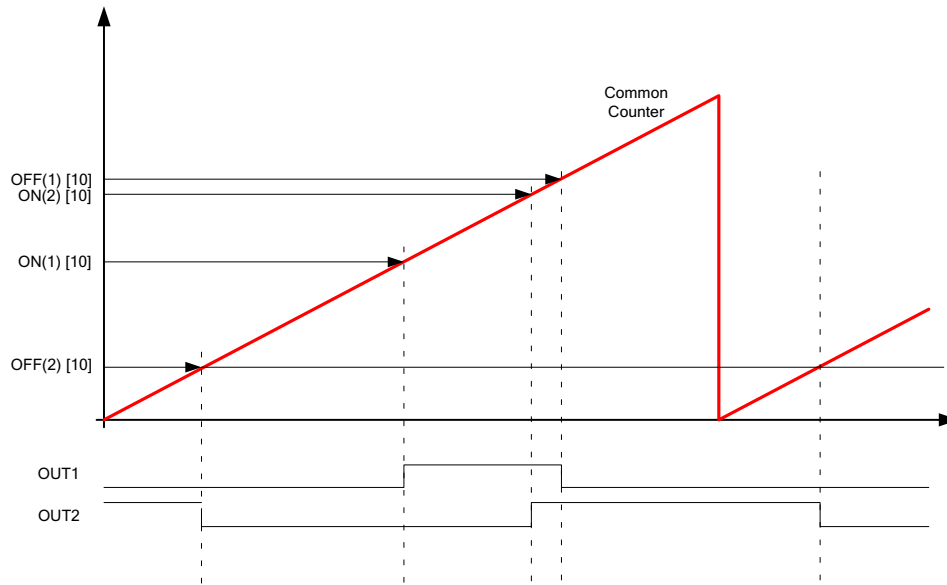 Common
Counter
OFF(1) [10]
ON(2) [10]
ON(1) [10]
OFF(2) [10]
OUT1
OUT2